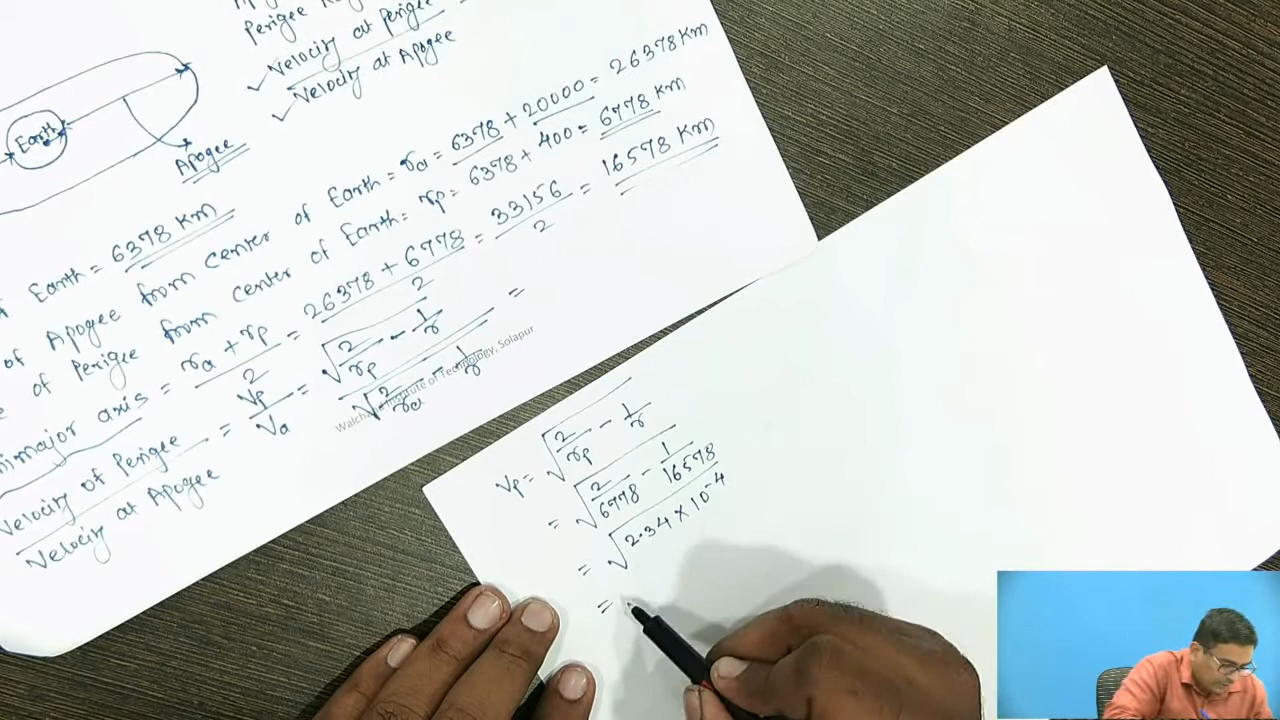 Perigee
Velocity at perigee
Velocity at Apogee
Earth
Apogee
Earth = 6378 Km
of Apogee from center of Earth = ra = 6378 + 20000 = 26378 Km
of Perigee from center of Earth = rp = 6378 + 400 = 6778 Km
major axis = ra + rp / 2 = 26378 + 6778 / 2 = 33156 / 2 = 16578 Km
Velocity of Perigee / Velocity at Apogee = Vp / Va = √(2/rp - 1/r) / √(2/ra - 1/r) =
Walchand Institute of Technology, Solapur
Vp = √(2/rp - 1/r)
= √(2/6778 - 1/16578)
= √(2.34 × 10⁻⁴)
=